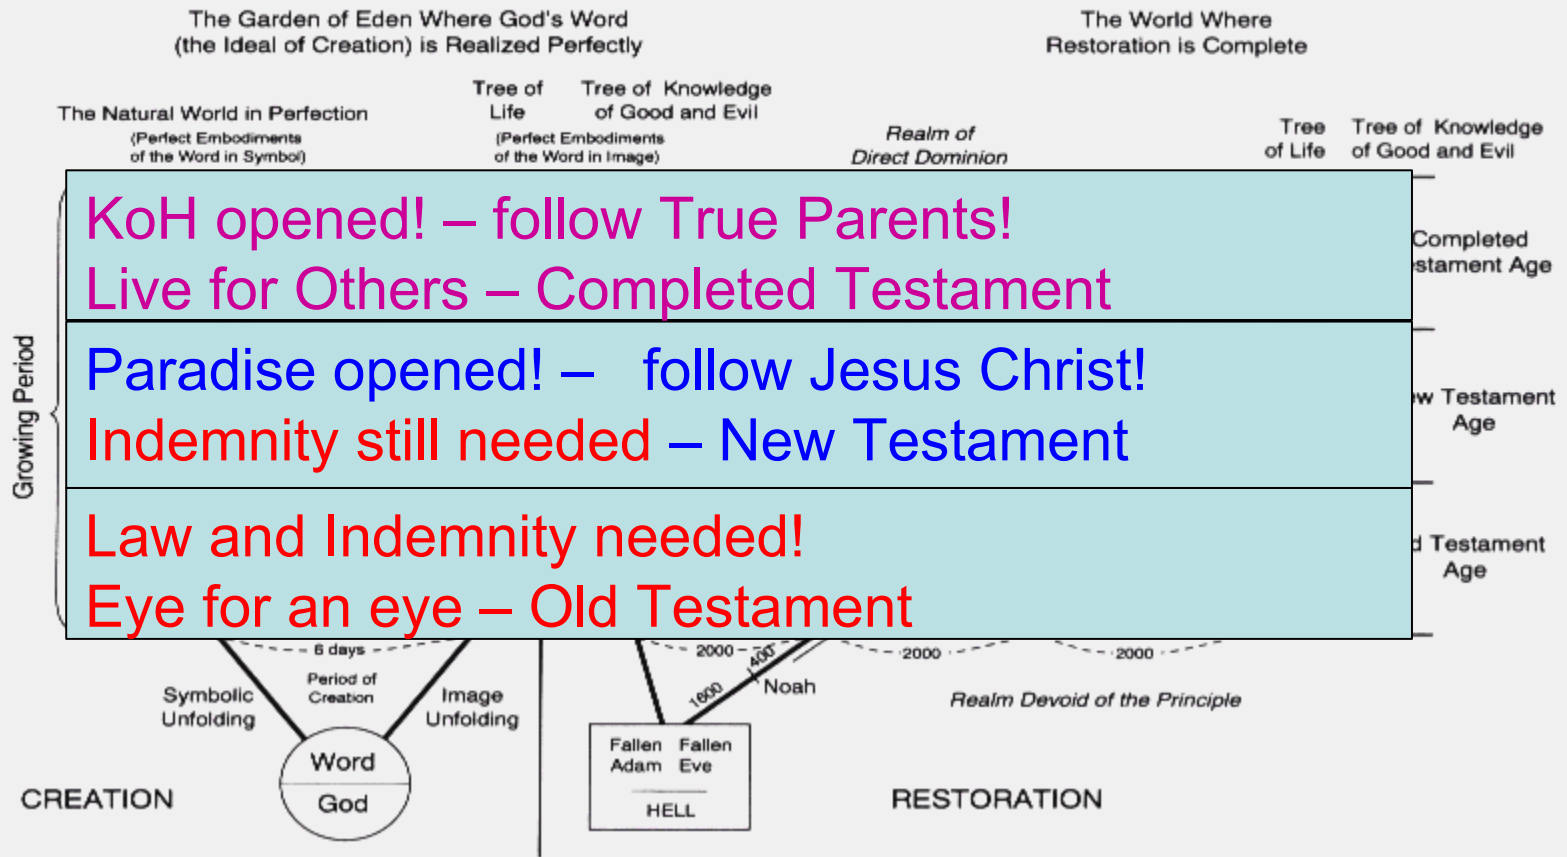 The Garden of Eden Where God's Word
(the Ideal of Creation) is Realized Perfectly
The World Where
Restoration is Complete
The Natural World in Perfection
(Perfect Embodiments
of the Word in Symbol)
Tree of
Life
Tree of Knowledge
of Good and Evil
(Perfect Embodiments
of the Word in Image)
Realm of
Direct Dominion
Tree
of Life
Tree of Knowledge
of Good and Evil
Growing Period
KoH opened! – follow True Parents!
Live for Others – Completed Testament
Completed
stament Age
Paradise opened! – follow Jesus Christ!
Indemnity still needed – New Testament
w Testament
Age
Law and Indemnity needed!
Eye for an eye – Old Testament
d Testament
Age
6 days
Period of
Creation
Symbolic
Unfolding
Image
Unfolding
Word
God
CREATION
2000
400
1600
Noah
2000
2000
Realm Devoid of the Principle
Fallen Adam
Fallen Eve
HELL
RESTORATION